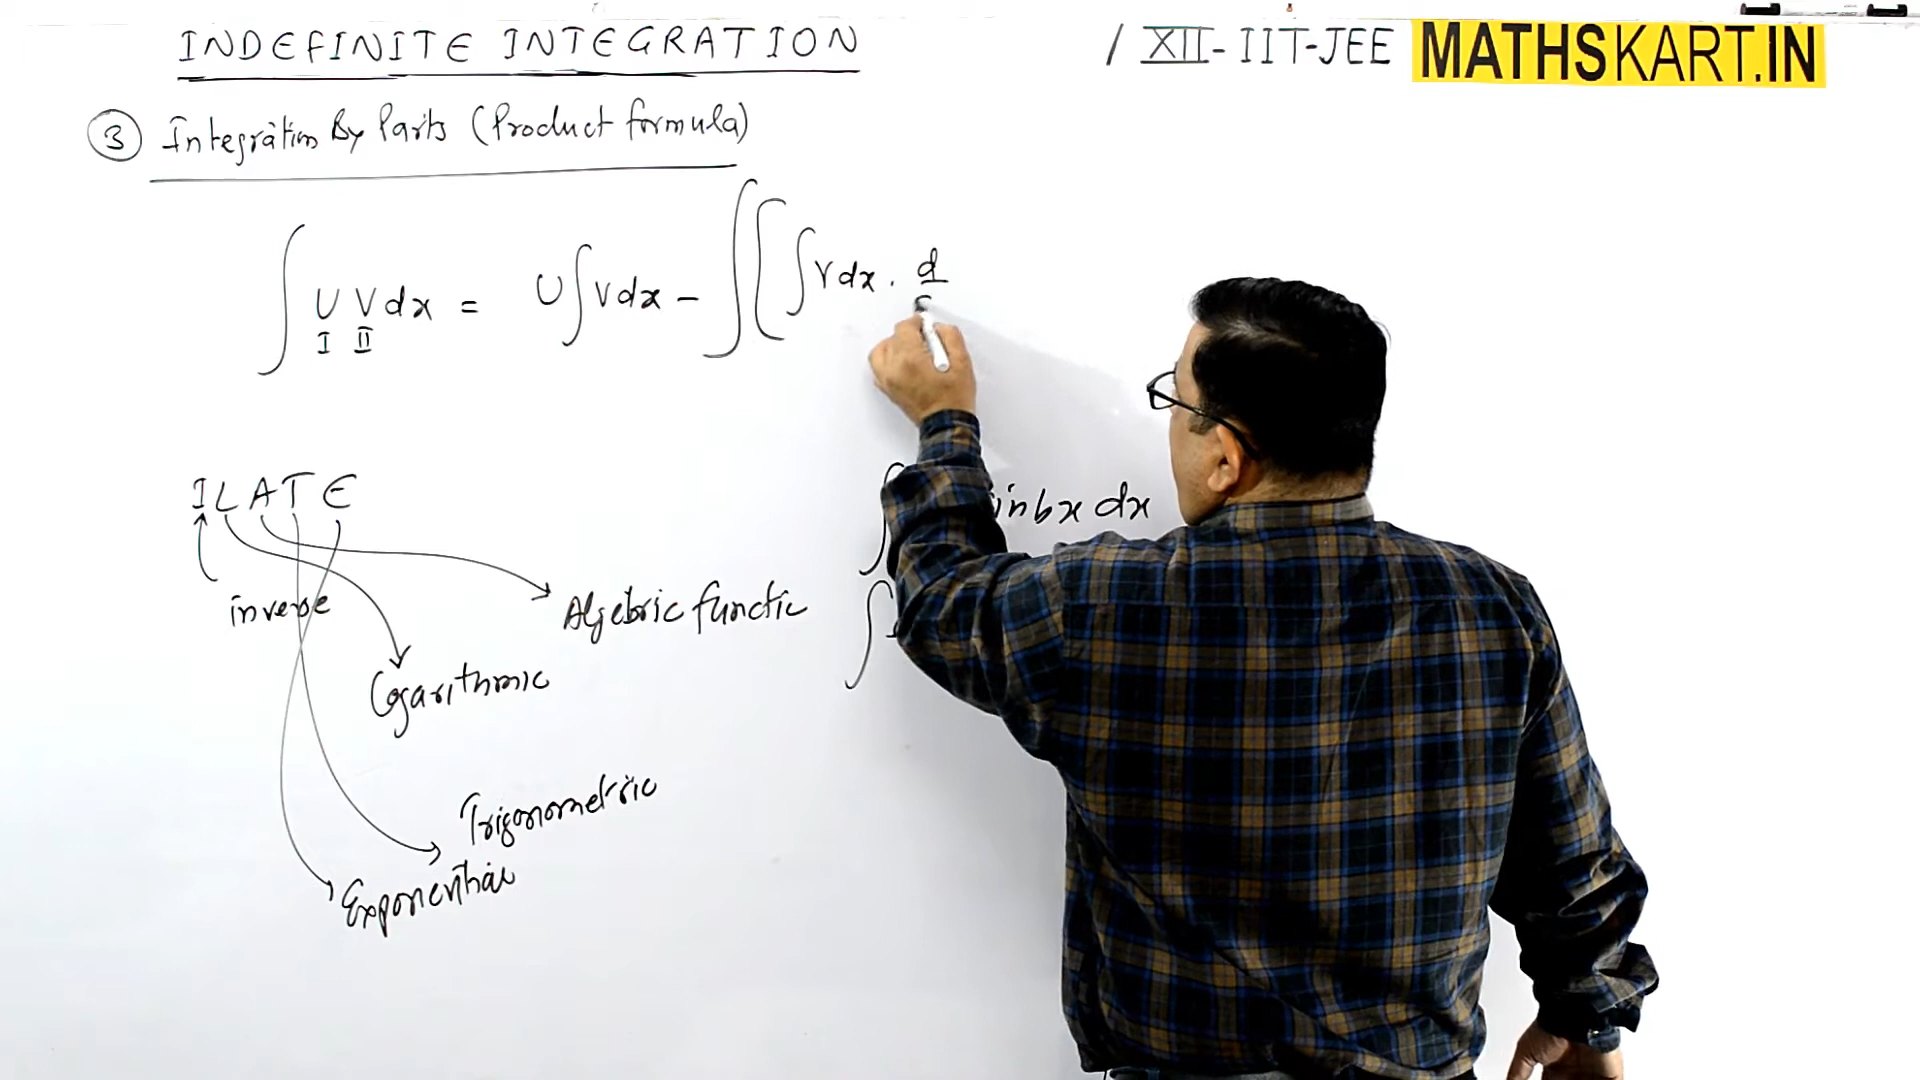 INDEFINITE INTEGRATION / XII - IIT-JEE MATHSKART.IN
③ Integration By Parts (Product formula)
∫ U V dx = U ∫ V dx - ∫ ( ∫ V dx . d
I II
I L A T E
inbx dx
inverse
Algebric functio
Logarithmic
Trigonometric
Exponential